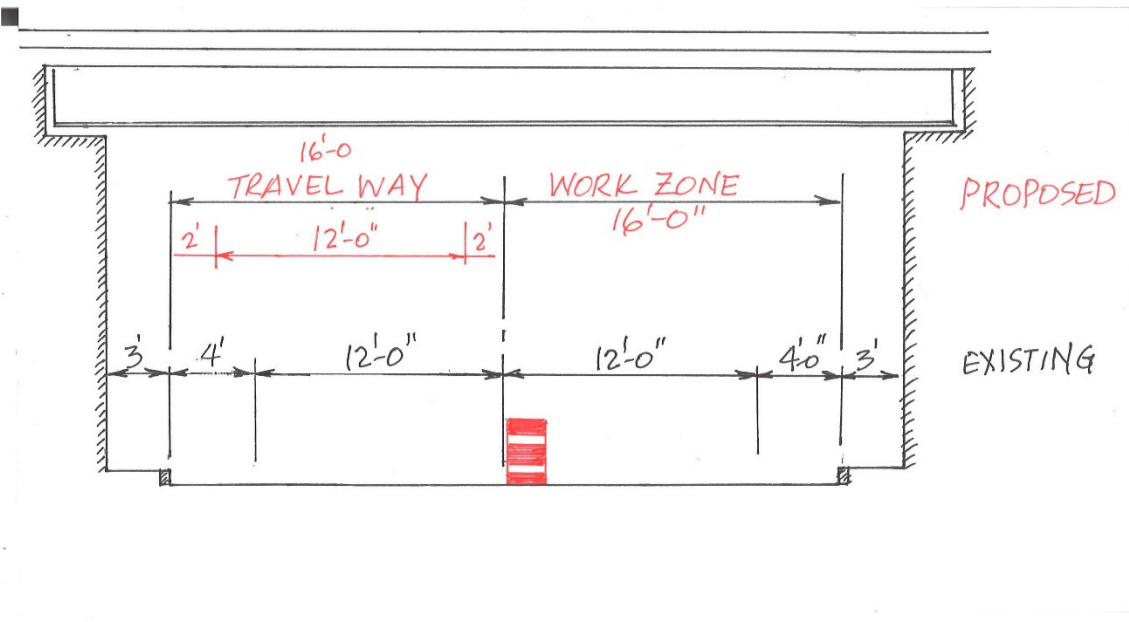 16'-0
TRAVEL WAY
WORK ZONE
16'-0"
PROPOSED
2'
12'-0"
2'
3'
4'
12'-0"
12'-0"
4'-0"
3'
EXISTING